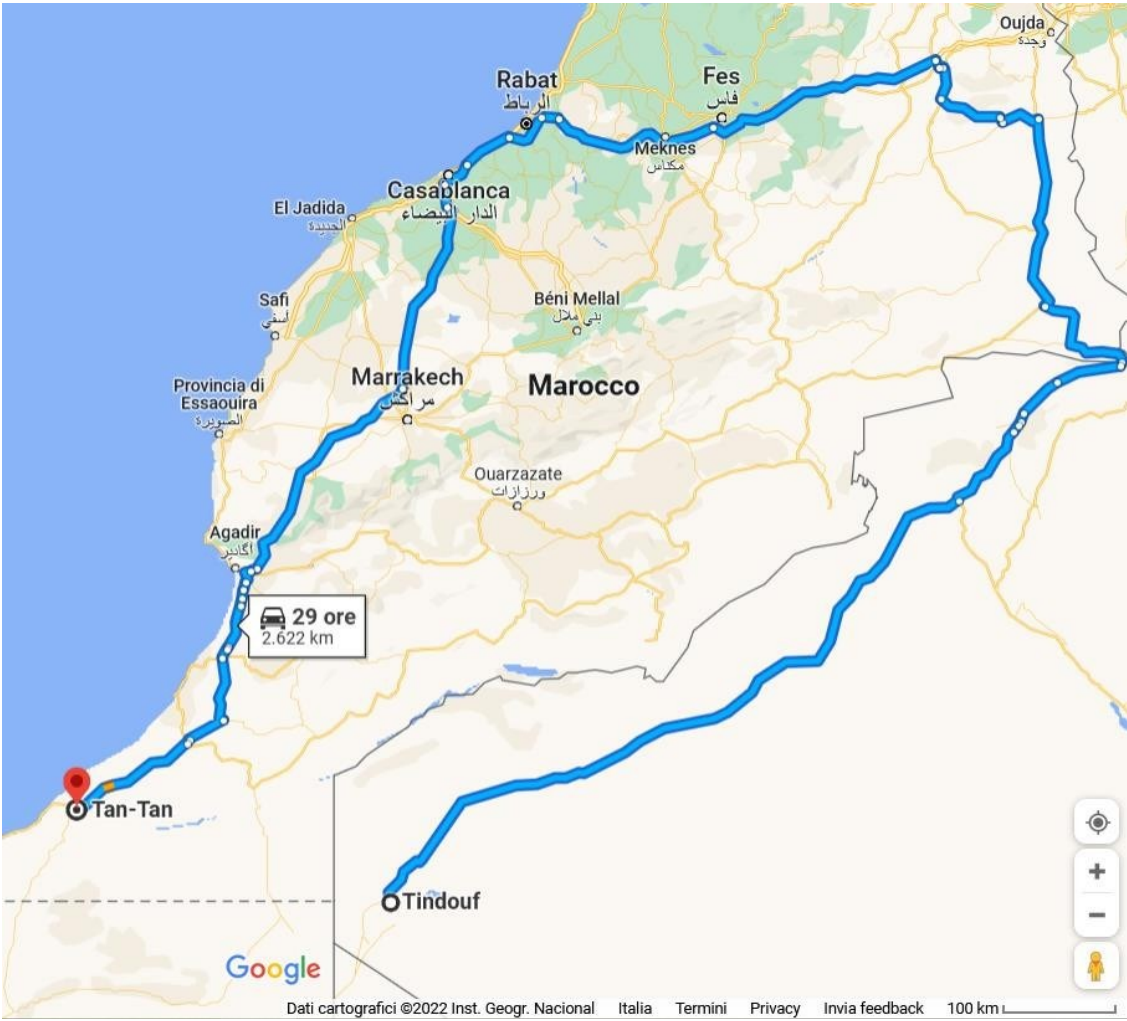 Oujda
وجدة
Rabat
الرباط
Fes
فاس
Meknes
مكناس
Casablanca
الدار البيضاء
El Jadida
الجديدة
Safi
آسفي
Béni Mellal
بني ملال
Marrakech
مراكش
Marocco
Provincia di
Essaouira
الصويرة
Ouarzazate
ورزازات
Agadir
أكادير
29 ore
2.622 km
Tan-Tan
Tindouf
Google
Dati cartografici ©2022 Inst. Geogr. Nacional Italia Termini Privacy Invia feedback 100 km